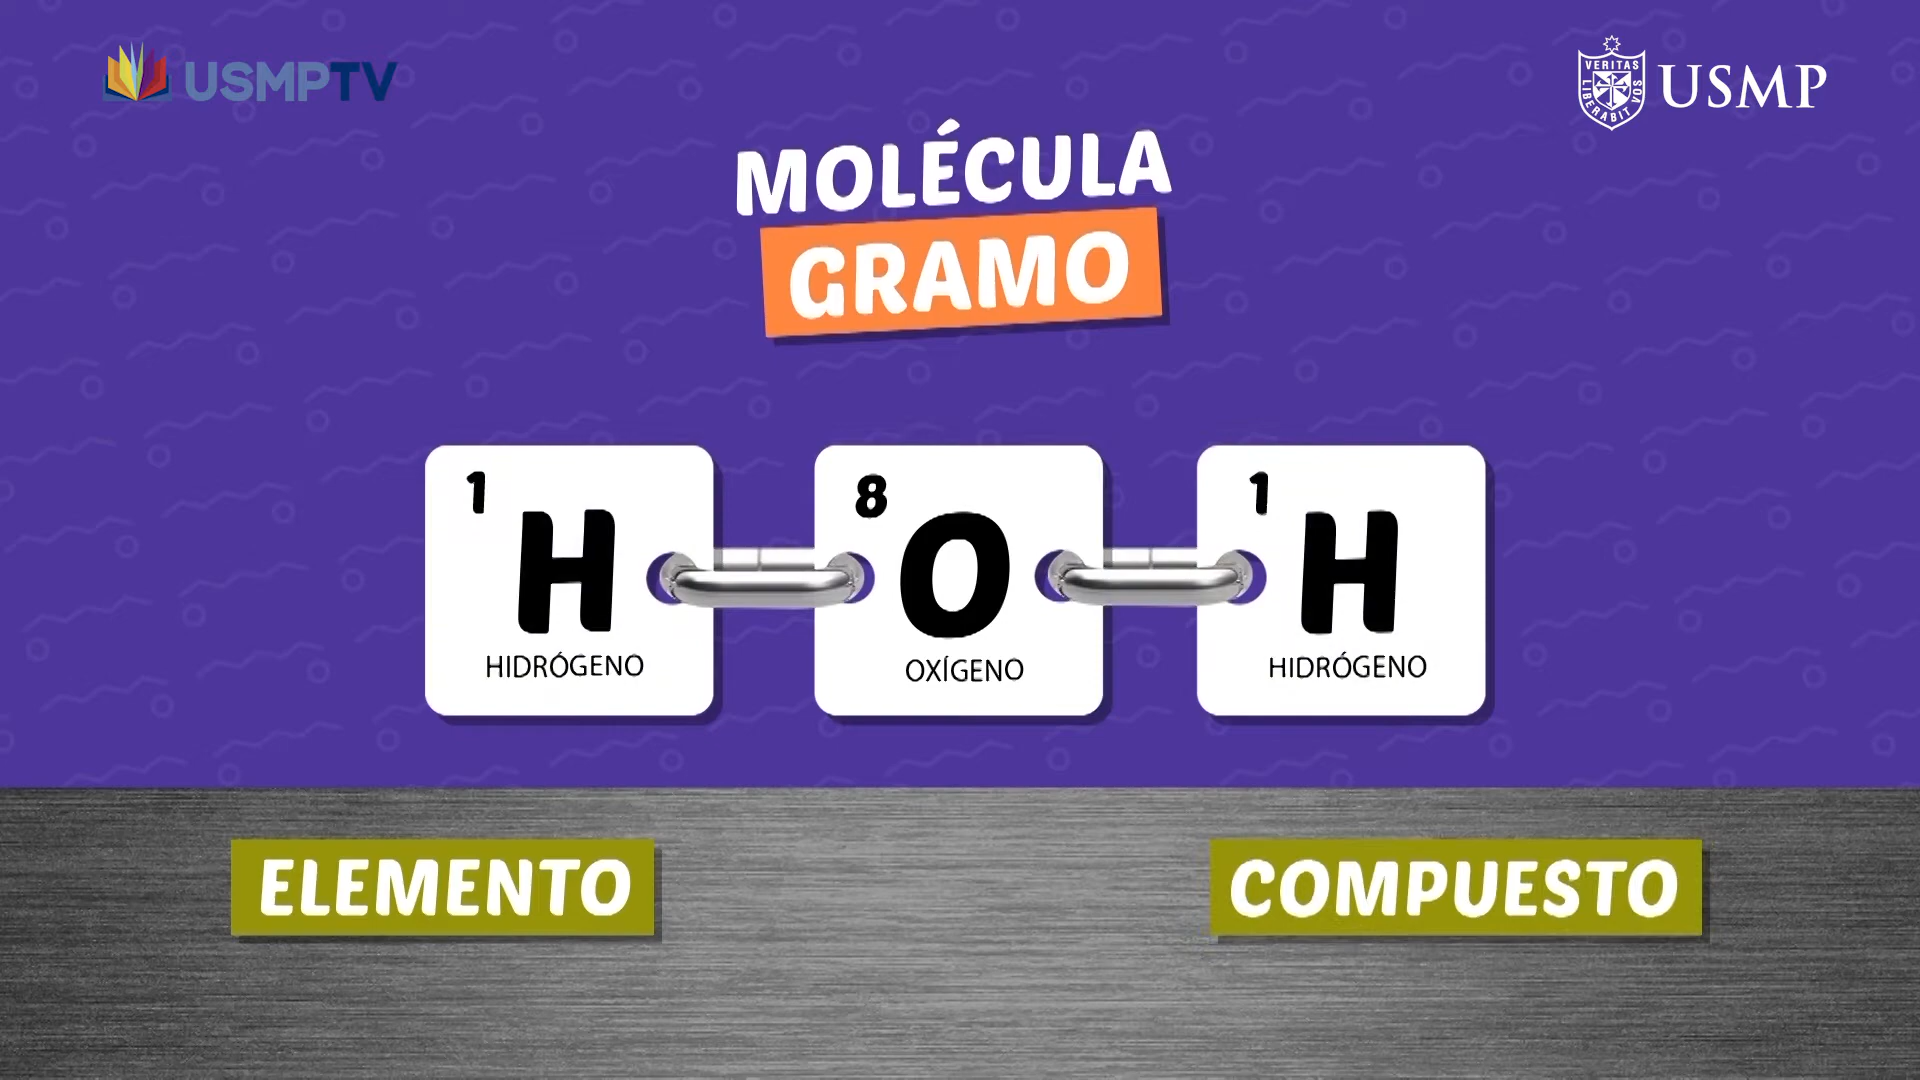 USMPTV
VERITAS
LIBERABIT VOS
USMP
MOLÉCULA
GRAMO
1
H
HIDRÓGENO
8
O
OXÍGENO
1
H
HIDRÓGENO
ELEMENTO
COMPUESTO